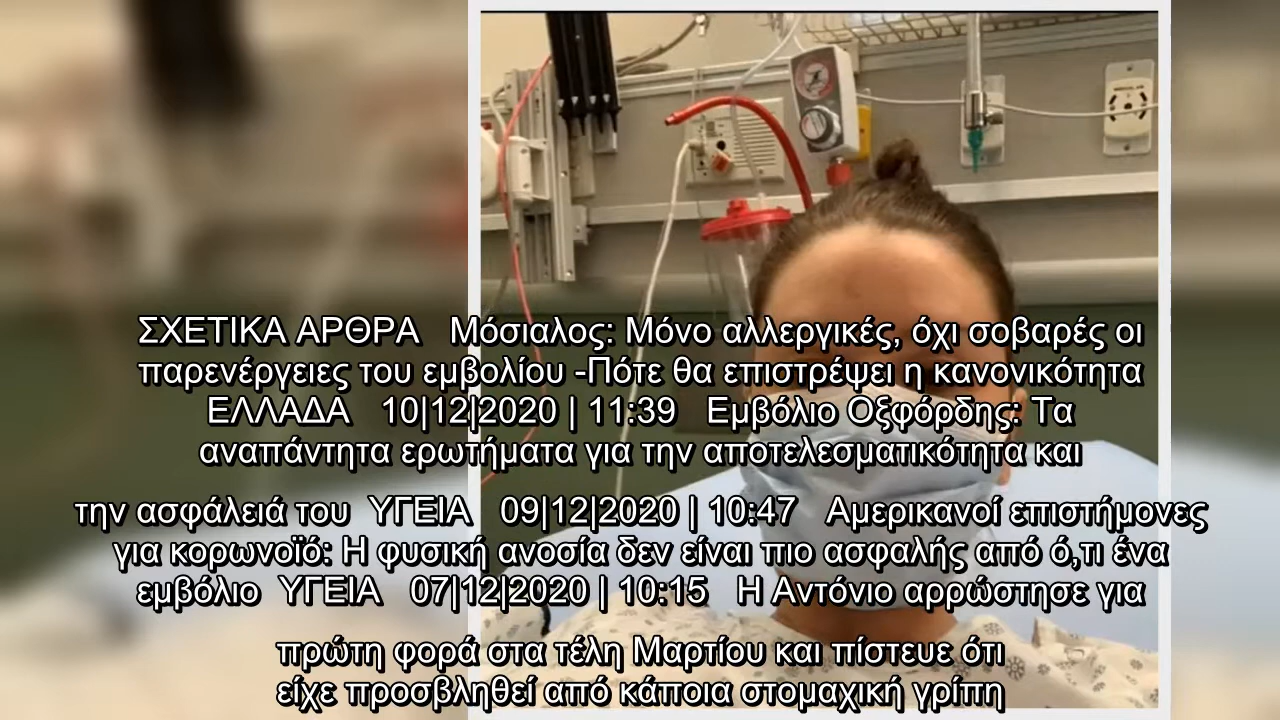 ΣΧΕΤΙΚΑ ΑΡΘΡΑ Μόσιαλος: Μόνο αλλεργικές, όχι σοβαρές οι
παρενέργειες του εμβολίου -Πότε θα επιστρέψει η κανονικότητα
ΕΛΛΑΔΑ 10|12|2020 | 11:39 Εμβόλιο Οξφόρδης: Τα
αναπάντητα ερωτήματα για την αποτελεσματικότητα και
την ασφάλειά του ΥΓΕΙΑ 09|12|2020 | 10:47 Αμερικανοί επιστήμονες
για κορωνοϊό: Η φυσική ανοσία δεν είναι πιο ασφαλής από ό,τι ένα
εμβόλιο ΥΓΕΙΑ 07|12|2020 | 10:15 Η Αντόνιο αρρώστησε για
πρώτη φορά στα τέλη Μαρτίου και πίστευε ότι
είχε προσβληθεί από κάποια στομαχική γρίπη